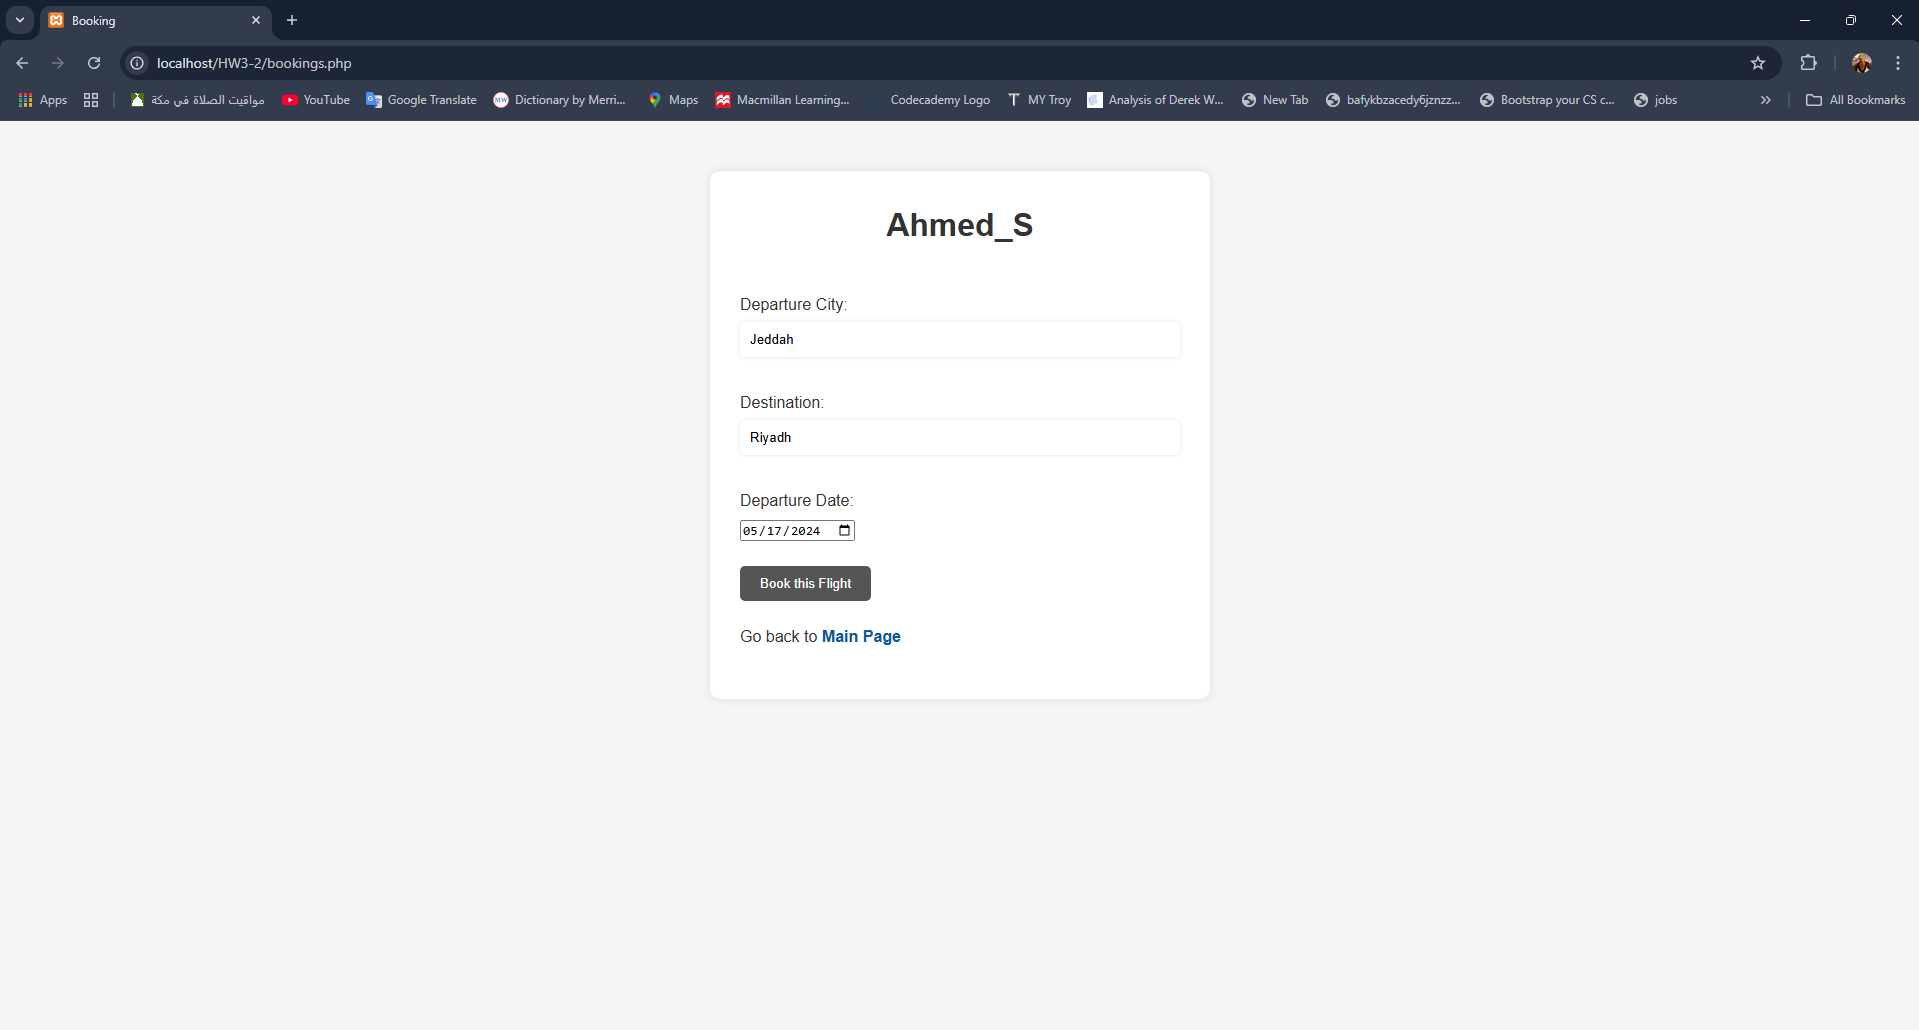 Booking
localhost/HW3-2/bookings.php
Apps
مواقيت الصلاة في مكة
YouTube
Google Translate
Dictionary by Merri...
Maps
Macmillan Learning...
Codecademy Logo
MY Troy
Analysis of Derek W...
New Tab
bafykbzacedy6jznzz...
Bootstrap your CS c...
jobs
All Bookmarks
Ahmed_S
Departure City:
Jeddah
Destination:
Riyadh
Departure Date:
05/17/2024
Book this Flight
Go back to Main Page